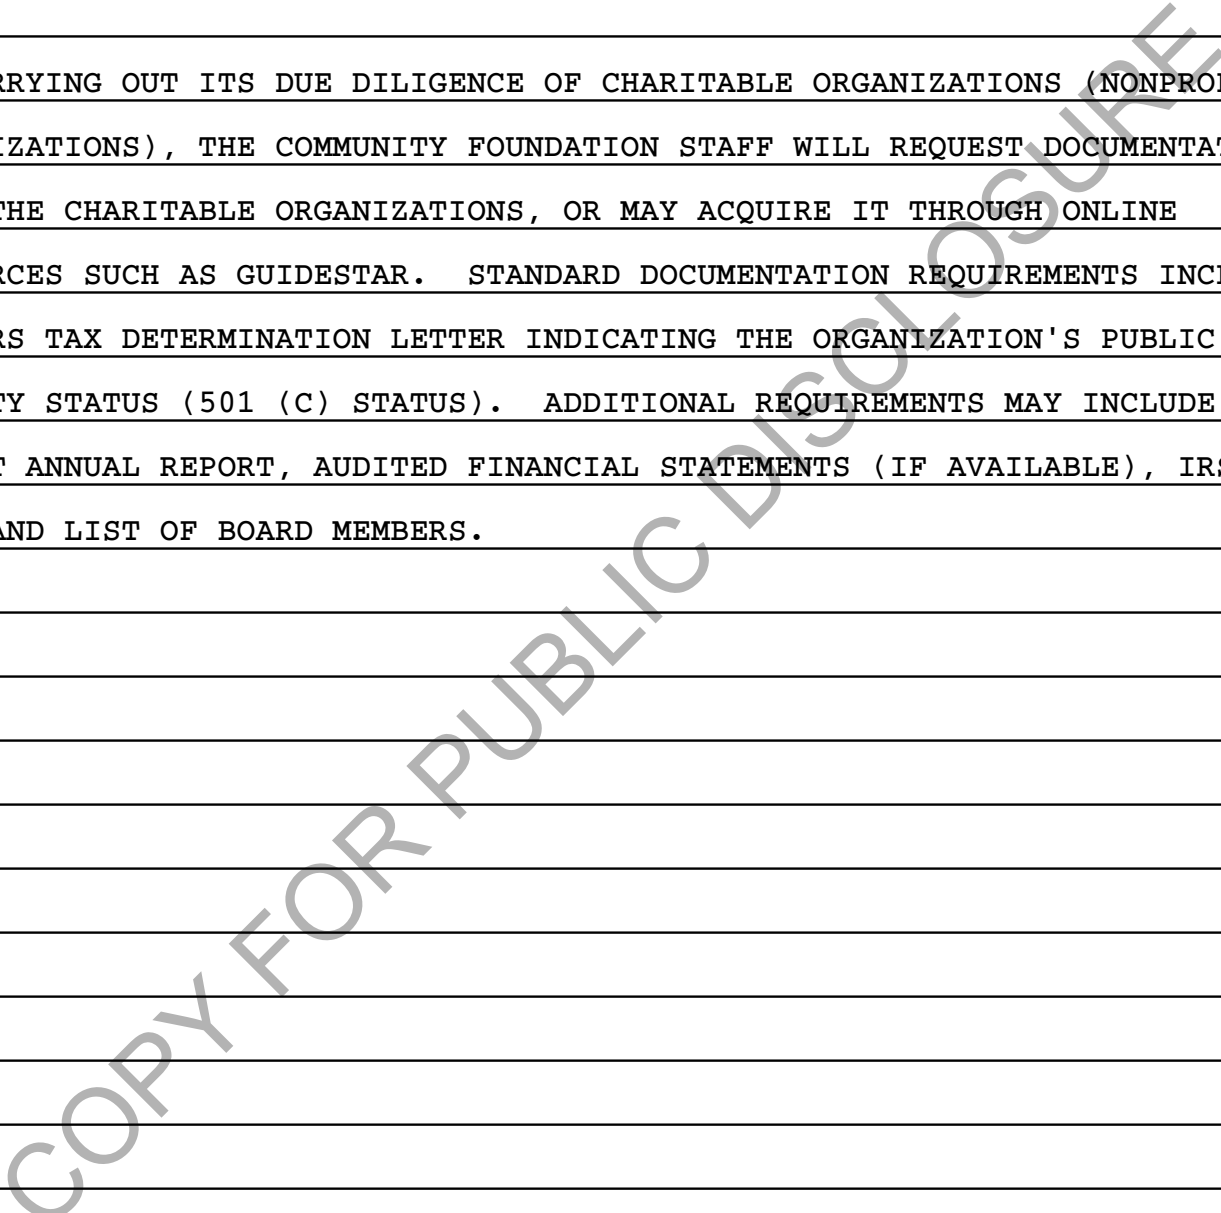 RRYING OUT ITS DUE DILIGENCE OF CHARITABLE ORGANIZATIONS (NONPROF
IZATIONS), THE COMMUNITY FOUNDATION STAFF WILL REQUEST DOCUMENTAT
THE CHARITABLE ORGANIZATIONS, OR MAY ACQUIRE IT THROUGH ONLINE
RCES SUCH AS GUIDESTAR. STANDARD DOCUMENTATION REQUIREMENTS INCL
RS TAX DETERMINATION LETTER INDICATING THE ORGANIZATION'S PUBLIC
TY STATUS (501 (C) STATUS). ADDITIONAL REQUIREMENTS MAY INCLUDE
T ANNUAL REPORT, AUDITED FINANCIAL STATEMENTS (IF AVAILABLE), IRS
AND LIST OF BOARD MEMBERS.
COPY FOR PUBLIC DISCLOSURE